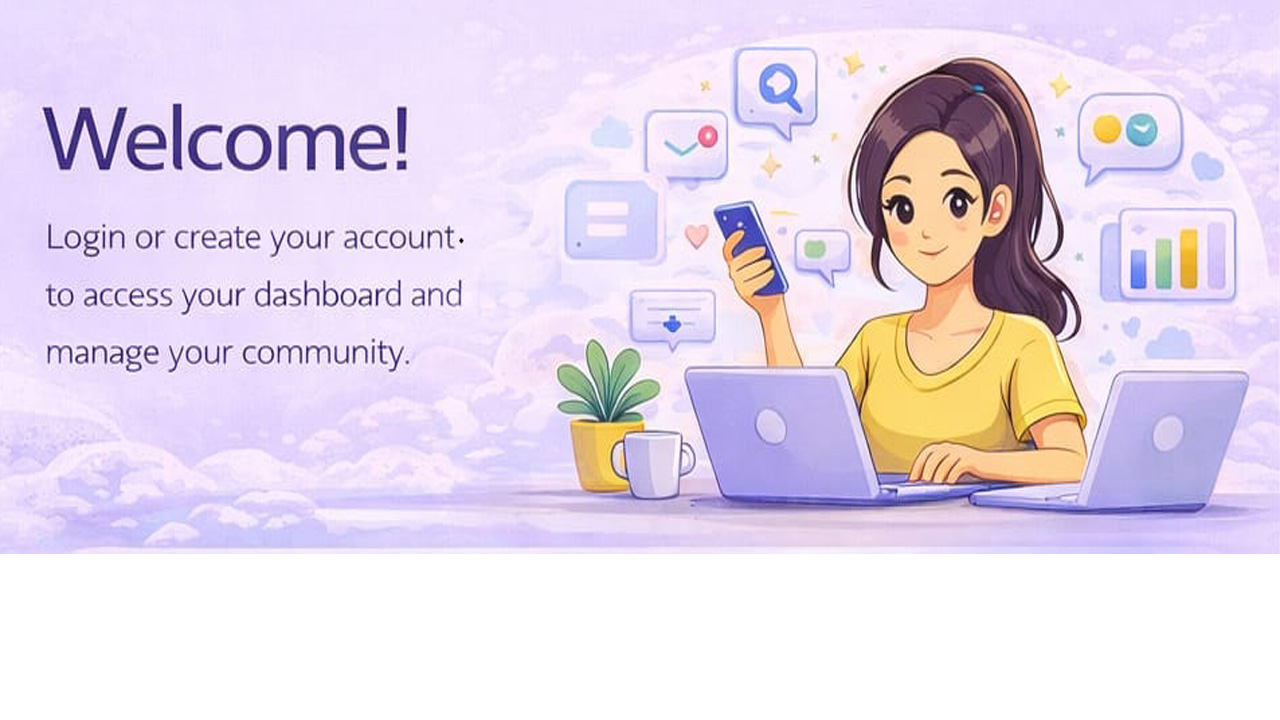 Welcome!
Login or create your account·
to access your dashboard and
manage your community.